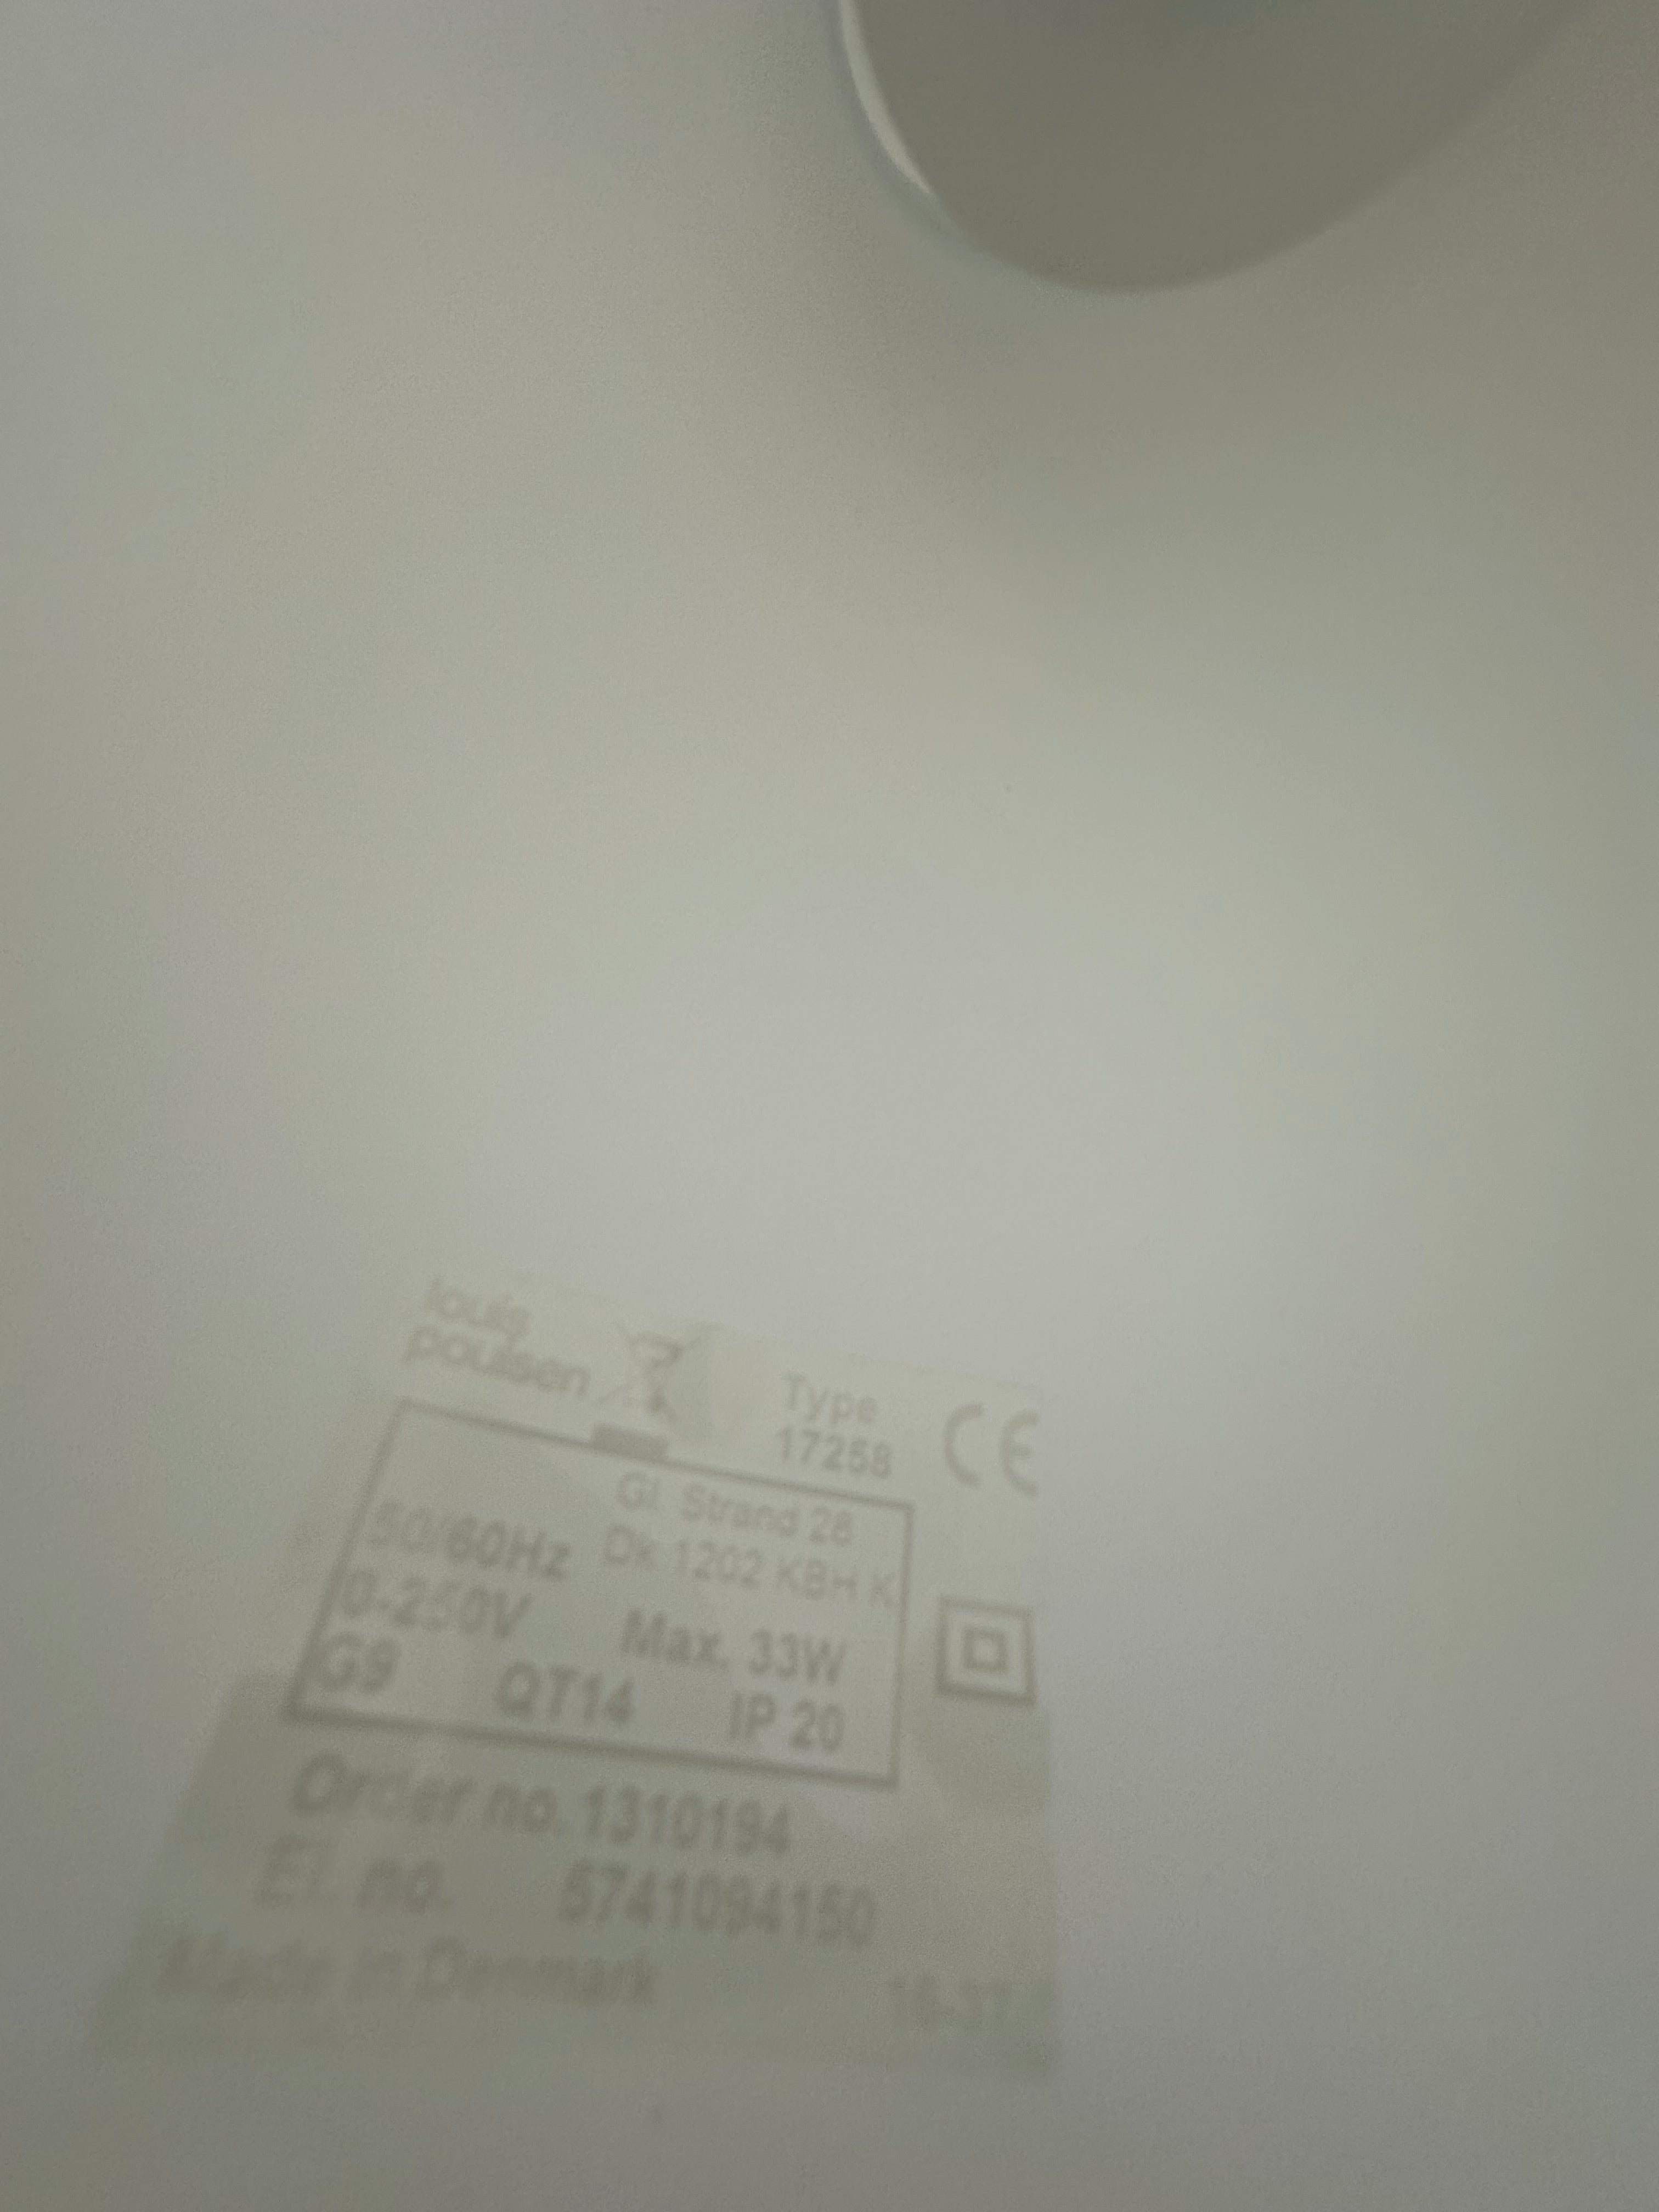 louis
poulsen
Type
17258
CE
Gl. Strand 28
Dk 1202 KBH K.
50/60Hz
0-250V
Max. 33W
G9 QT14 IP 20
Order no. 1310194
El. no. 5741094150
Made in Denmark